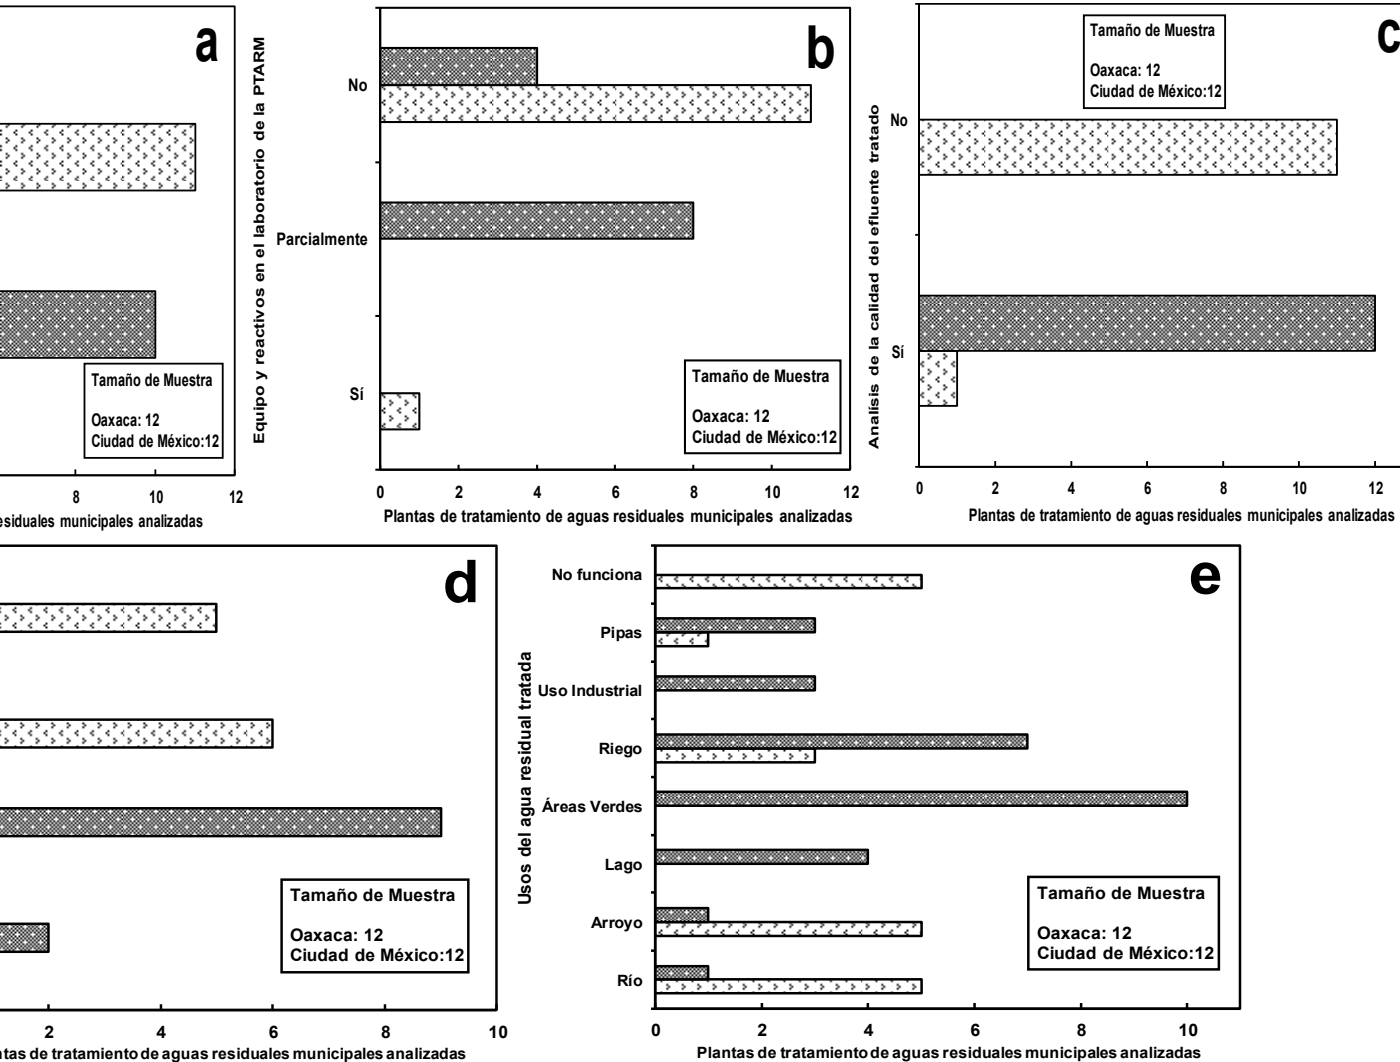 a
Tamaño de Muestra
Oaxaca: 12
Ciudad de México:12
8 10 12
esiduales municipales analizadas
Equipo y reactivos en el laboratorio de la PTARM
b
No
Parcialmente
Sí
Tamaño de Muestra
Oaxaca: 12
Ciudad de México:12
0 2 4 6 8 10 12
Plantas de tratamiento de aguas residuales municipales analizadas
Analisis de la calidad del efluente tratado
c
Tamaño de Muestra
Oaxaca: 12
Ciudad de México:12
No
Sí
0 2 4 6 8 10 12
Plantas de tratamiento de aguas residuales municipales analizadas
d
Tamaño de Muestra
Oaxaca: 12
Ciudad de México:12
2 4 6 8 10
ntas de tratamiento de aguas residuales municipales analizadas
Usos del agua residual tratada
e
No funciona
Pipas
Uso Industrial
Riego
Áreas Verdes
Lago
Arroyo
Río
Tamaño de Muestra
Oaxaca: 12
Ciudad de México:12
0 2 4 6 8 10
Plantas de tratamiento de aguas residuales municipales analizadas